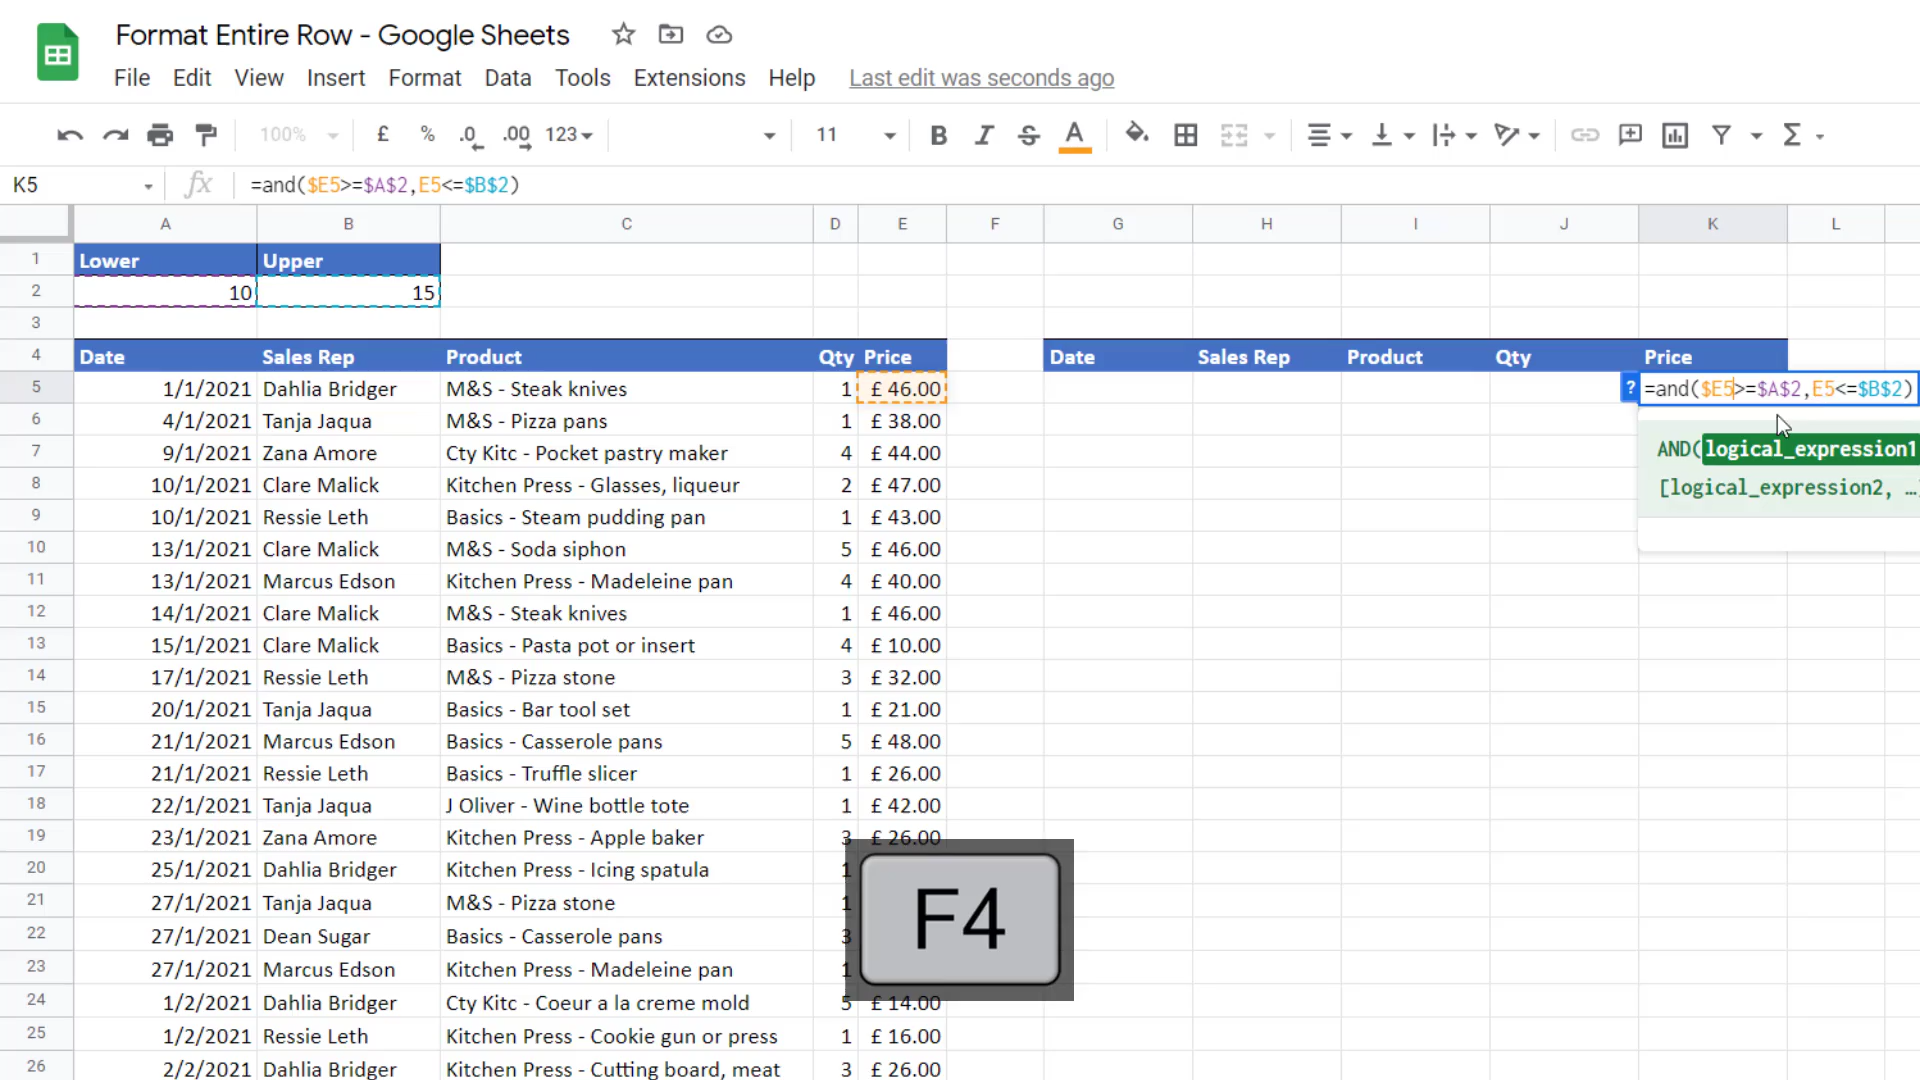 Format Entire Row - Google Sheets
File Edit View Insert Format Data Tools Extensions Help Last edit was seconds ago
100% £ % .0 .00 123 11 B I S A Σ
K5 fx =and($E5>=$A$2,E5<=$B$2)
A B C D E F G H I J K L
1 Lower Upper
2 10 15
3
4 Date Sales Rep Product Qty Price Date Sales Rep Product Qty Price
5 1/1/2021 Dahlia Bridger M&S - Steak knives 1 £ 46.00 ? =and($E5>=$A$2,E5<=$B$2)
6 4/1/2021 Tanja Jaqua M&S - Pizza pans 1 £ 38.00
AND(logical_expression1
7 9/1/2021 Zana Amore Cty Kitc - Pocket pastry maker 4 £ 44.00
[logical_expression2, …
8 10/1/2021 Clare Malick Kitchen Press - Glasses, liqueur 2 £ 47.00
9 10/1/2021 Ressie Leth Basics - Steam pudding pan 1 £ 43.00
10 13/1/2021 Clare Malick M&S - Soda siphon 5 £ 46.00
11 13/1/2021 Marcus Edson Kitchen Press - Madeleine pan 4 £ 40.00
12 14/1/2021 Clare Malick M&S - Steak knives 1 £ 46.00
13 15/1/2021 Clare Malick Basics - Pasta pot or insert 4 £ 10.00
14 17/1/2021 Ressie Leth M&S - Pizza stone 3 £ 32.00
15 20/1/2021 Tanja Jaqua Basics - Bar tool set 1 £ 21.00
16 21/1/2021 Marcus Edson Basics - Casserole pans 5 £ 48.00
17 21/1/2021 Ressie Leth Basics - Truffle slicer 1 £ 26.00
18 22/1/2021 Tanja Jaqua J Oliver - Wine bottle tote 1 £ 42.00
19 23/1/2021 Zana Amore Kitchen Press - Apple baker 3 £ 26.00
20 25/1/2021 Dahlia Bridger Kitchen Press - Icing spatula 1
21 27/1/2021 Tanja Jaqua M&S - Pizza stone 1
F4
22 27/1/2021 Dean Sugar Basics - Casserole pans 3
23 27/1/2021 Marcus Edson Kitchen Press - Madeleine pan 1
24 1/2/2021 Dahlia Bridger Cty Kitc - Coeur a la creme mold 5 £ 14.00
25 1/2/2021 Ressie Leth Kitchen Press - Cookie gun or press 1 £ 16.00
26 2/2/2021 Dahlia Bridger Kitchen Press - Cutting board, meat 3 £ 26.00